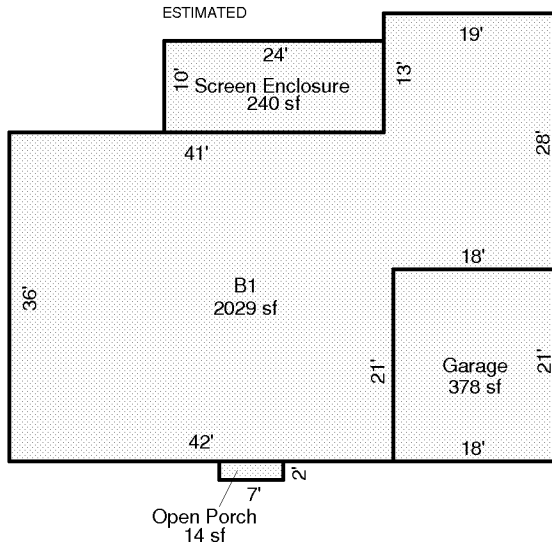 ESTIMATED
19'
24'
10'
13'
Screen Enclosure
240 sf
41'
28'
18'
36'
B1
2029 sf
21'
Garage
378 sf
21'
42'
18'
2'
7'
Open Porch
14 sf